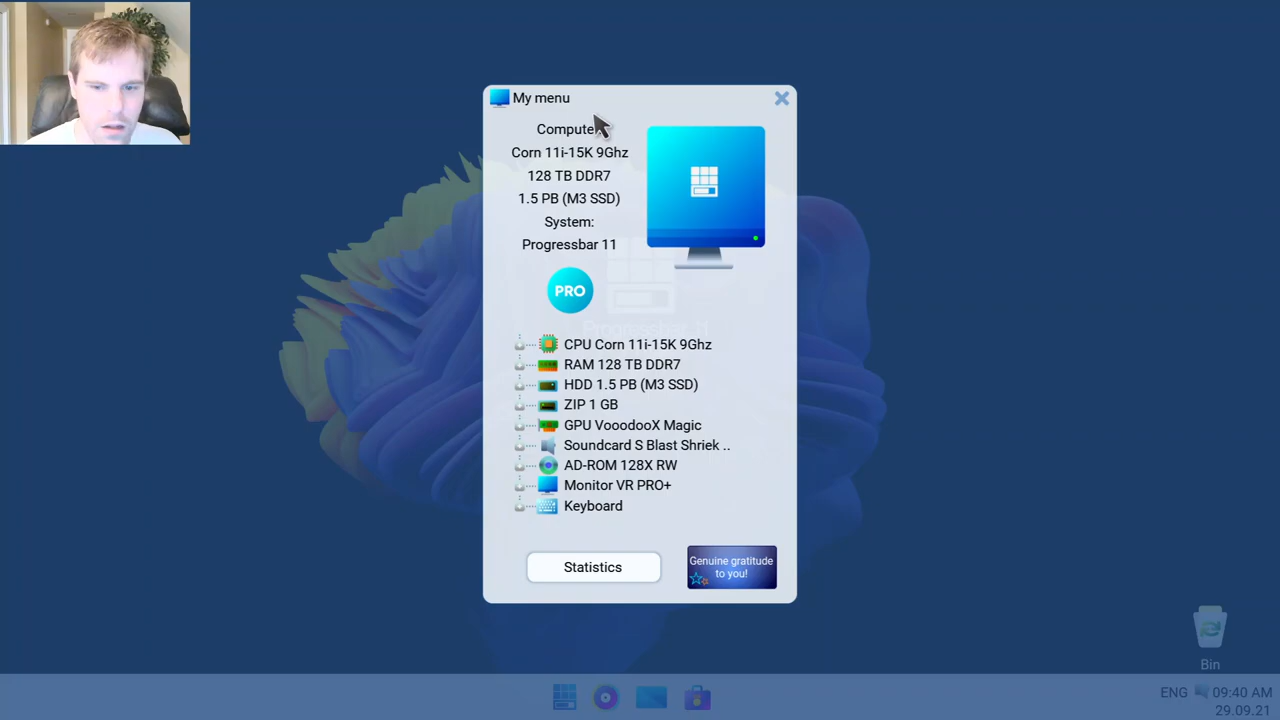 My menu
Compute
Corn 11i-15K 9Ghz
128 TB DDR7
1.5 PB (M3 SSD)
System:
Progressbar 11
PRO
Progressbar 11
CPU Corn 11i-15K 9Ghz
RAM 128 TB DDR7
HDD 1.5 PB (M3 SSD)
ZIP 1 GB
GPU VooodooX Magic
Soundcard S Blast Shriek ..
AD-ROM 128X RW
Monitor VR PRO+
Keyboard
Statistics
Genuine gratitude
to you!
Bin
ENG 09:40 AM
29.09.21